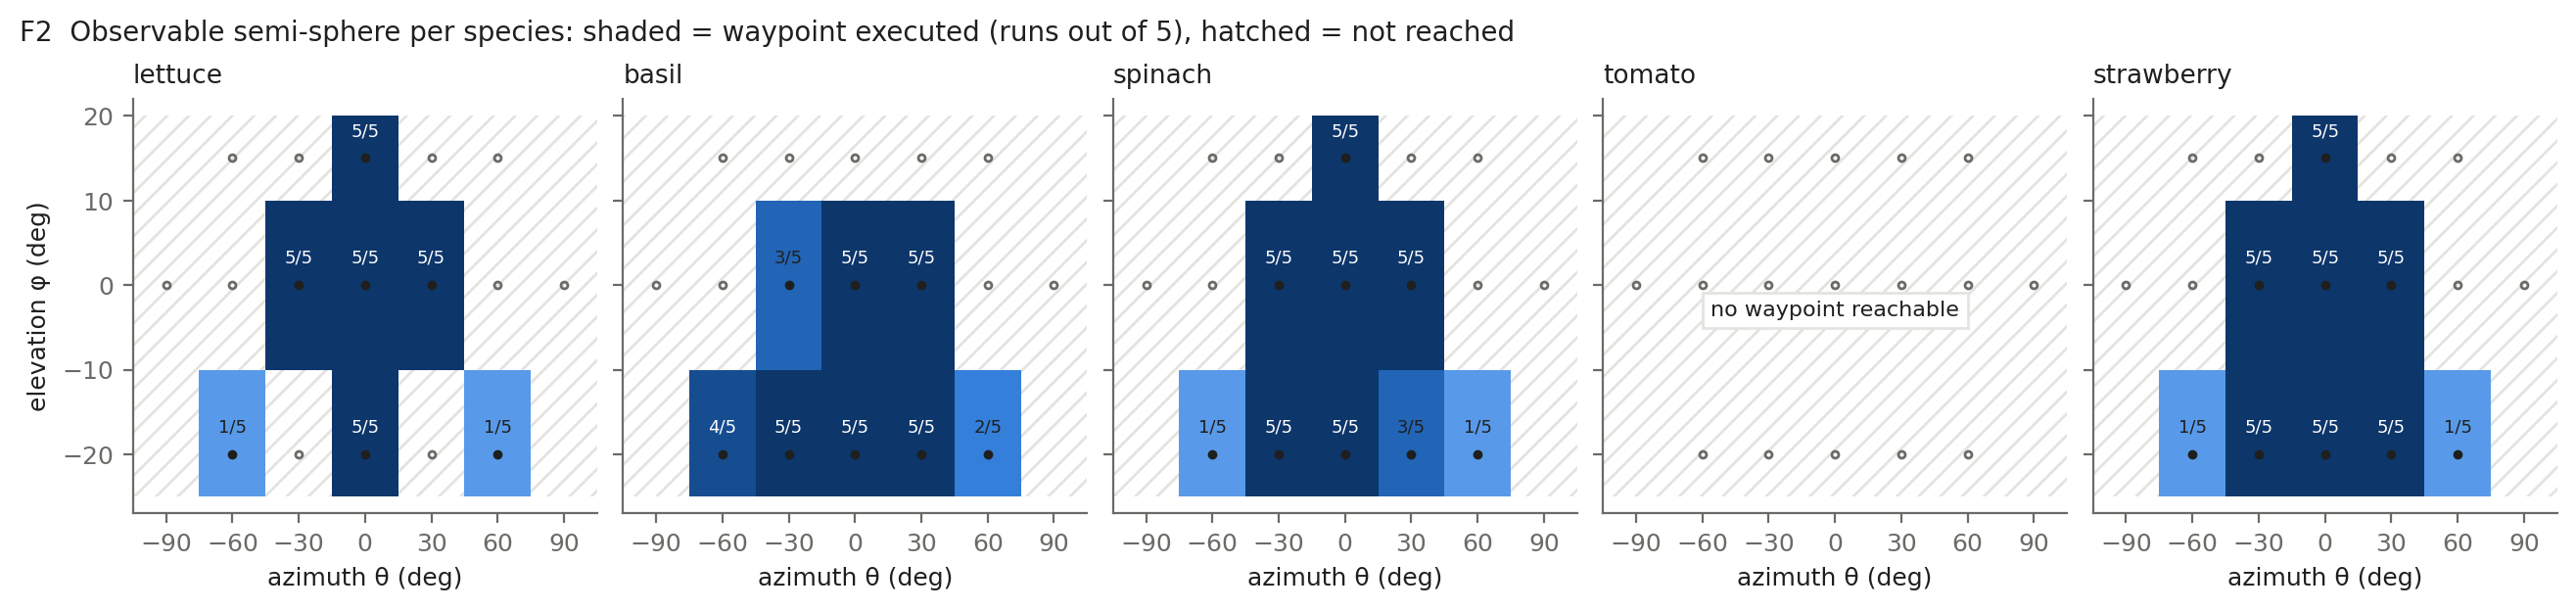 F2  Observable semi-sphere per species: shaded = waypoint executed (runs out of 5), hatched = not reached
lettuce basil spinach tomato strawberry
elevation φ (deg)
20 5/5 5/5 5/5
10
5/5 5/5 5/5 3/5 5/5 5/5 5/5 5/5 5/5 5/5 5/5 5/5
0
no waypoint reachable
−10
1/5 5/5 1/5 4/5 5/5 5/5 5/5 2/5 1/5 5/5 5/5 3/5 1/5 1/5 5/5 5/5 5/5 1/5
−20
−90 −60 −30 0 30 60 90 −90 −60 −30 0 30 60 90 −90 −60 −30 0 30 60 90 −90 −60 −30 0 30 60 90 −90 −60 −30 0 30 60 90
azimuth θ (deg) azimuth θ (deg) azimuth θ (deg) azimuth θ (deg) azimuth θ (deg)